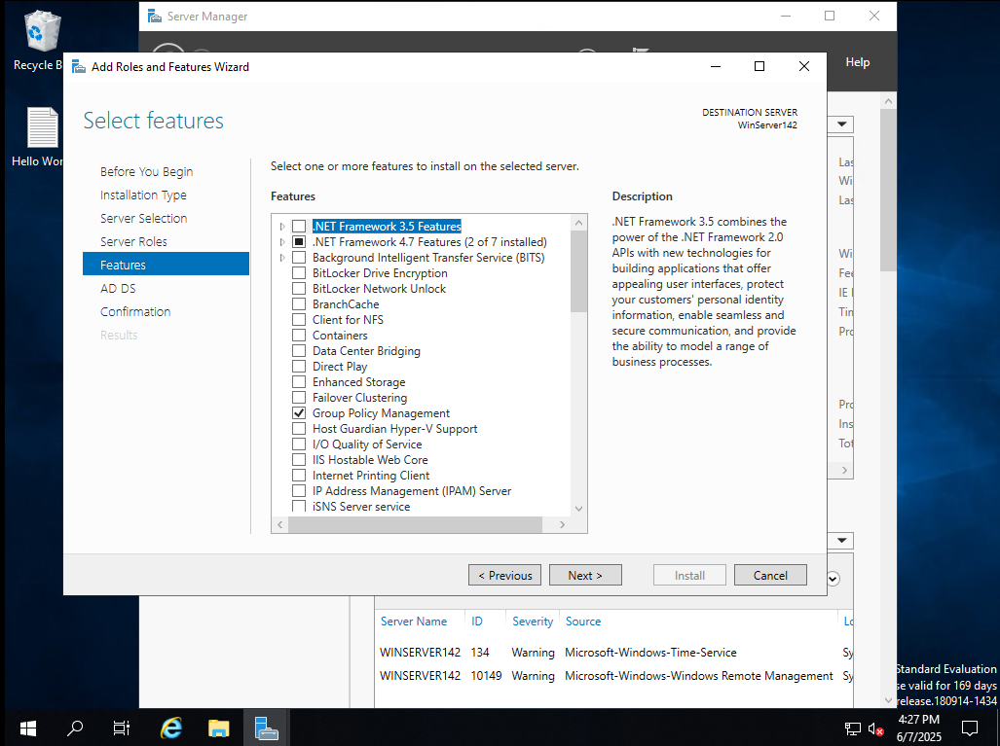 Server Manager
Recycle B
Hello Wor
Help
Add Roles and Features Wizard
Select features
DESTINATION SERVER
WinServer142
Before You Begin
Installation Type
Server Selection
Server Roles
Features
AD DS
Confirmation
Results
Select one or more features to install on the selected server.
Features
.NET Framework 3.5 Features
.NET Framework 4.7 Features (2 of 7 installed)
Background Intelligent Transfer Service (BITS)
BitLocker Drive Encryption
BitLocker Network Unlock
BranchCache
Client for NFS
Containers
Data Center Bridging
Direct Play
Enhanced Storage
Failover Clustering
Group Policy Management
Host Guardian Hyper-V Support
I/O Quality of Service
IIS Hostable Web Core
Internet Printing Client
IP Address Management (IPAM) Server
iSNS Server service
Description
.NET Framework 3.5 combines the
power of the .NET Framework 2.0
APIs with new technologies for
building applications that offer
appealing user interfaces, protect
your customers' personal identity
information, enable seamless and
secure communication, and provide
the ability to model a range of
business processes.
Las
Wi
Las
Wi
Fee
IE
Tin
Pro
Pro
Ins
Tot
< Previous
Next >
Install
Cancel
Server Name ID Severity Source Lo
WINSERVER142 134 Warning Microsoft-Windows-Time-Service Sy
WINSERVER142 10149 Warning Microsoft-Windows-Windows Remote Management Sy
Standard Evaluation
se valid for 169 days
release.180914-1434
4:27 PM
6/7/2025